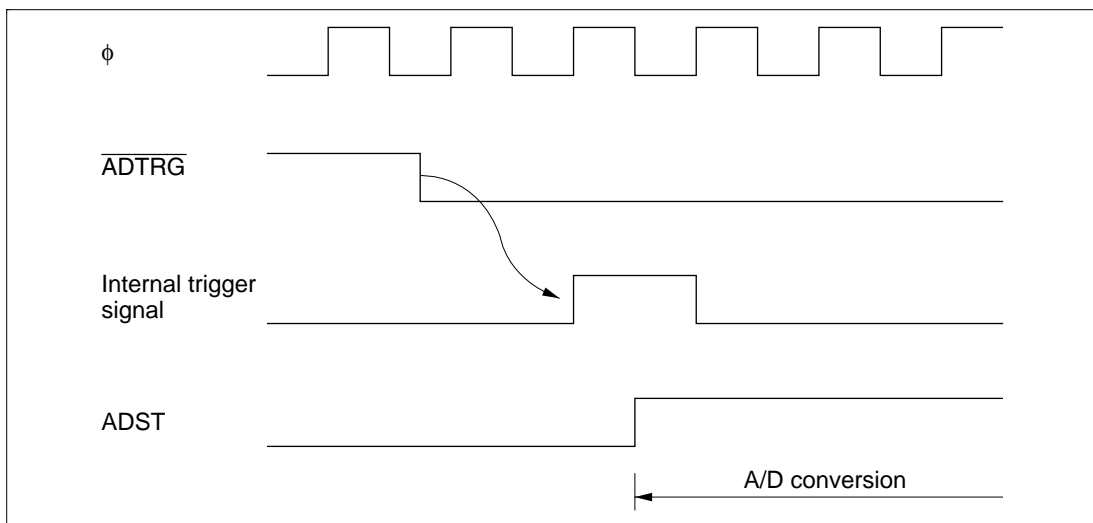 ϕ
ADTRG
Internal trigger
signal
ADST
A/D conversion